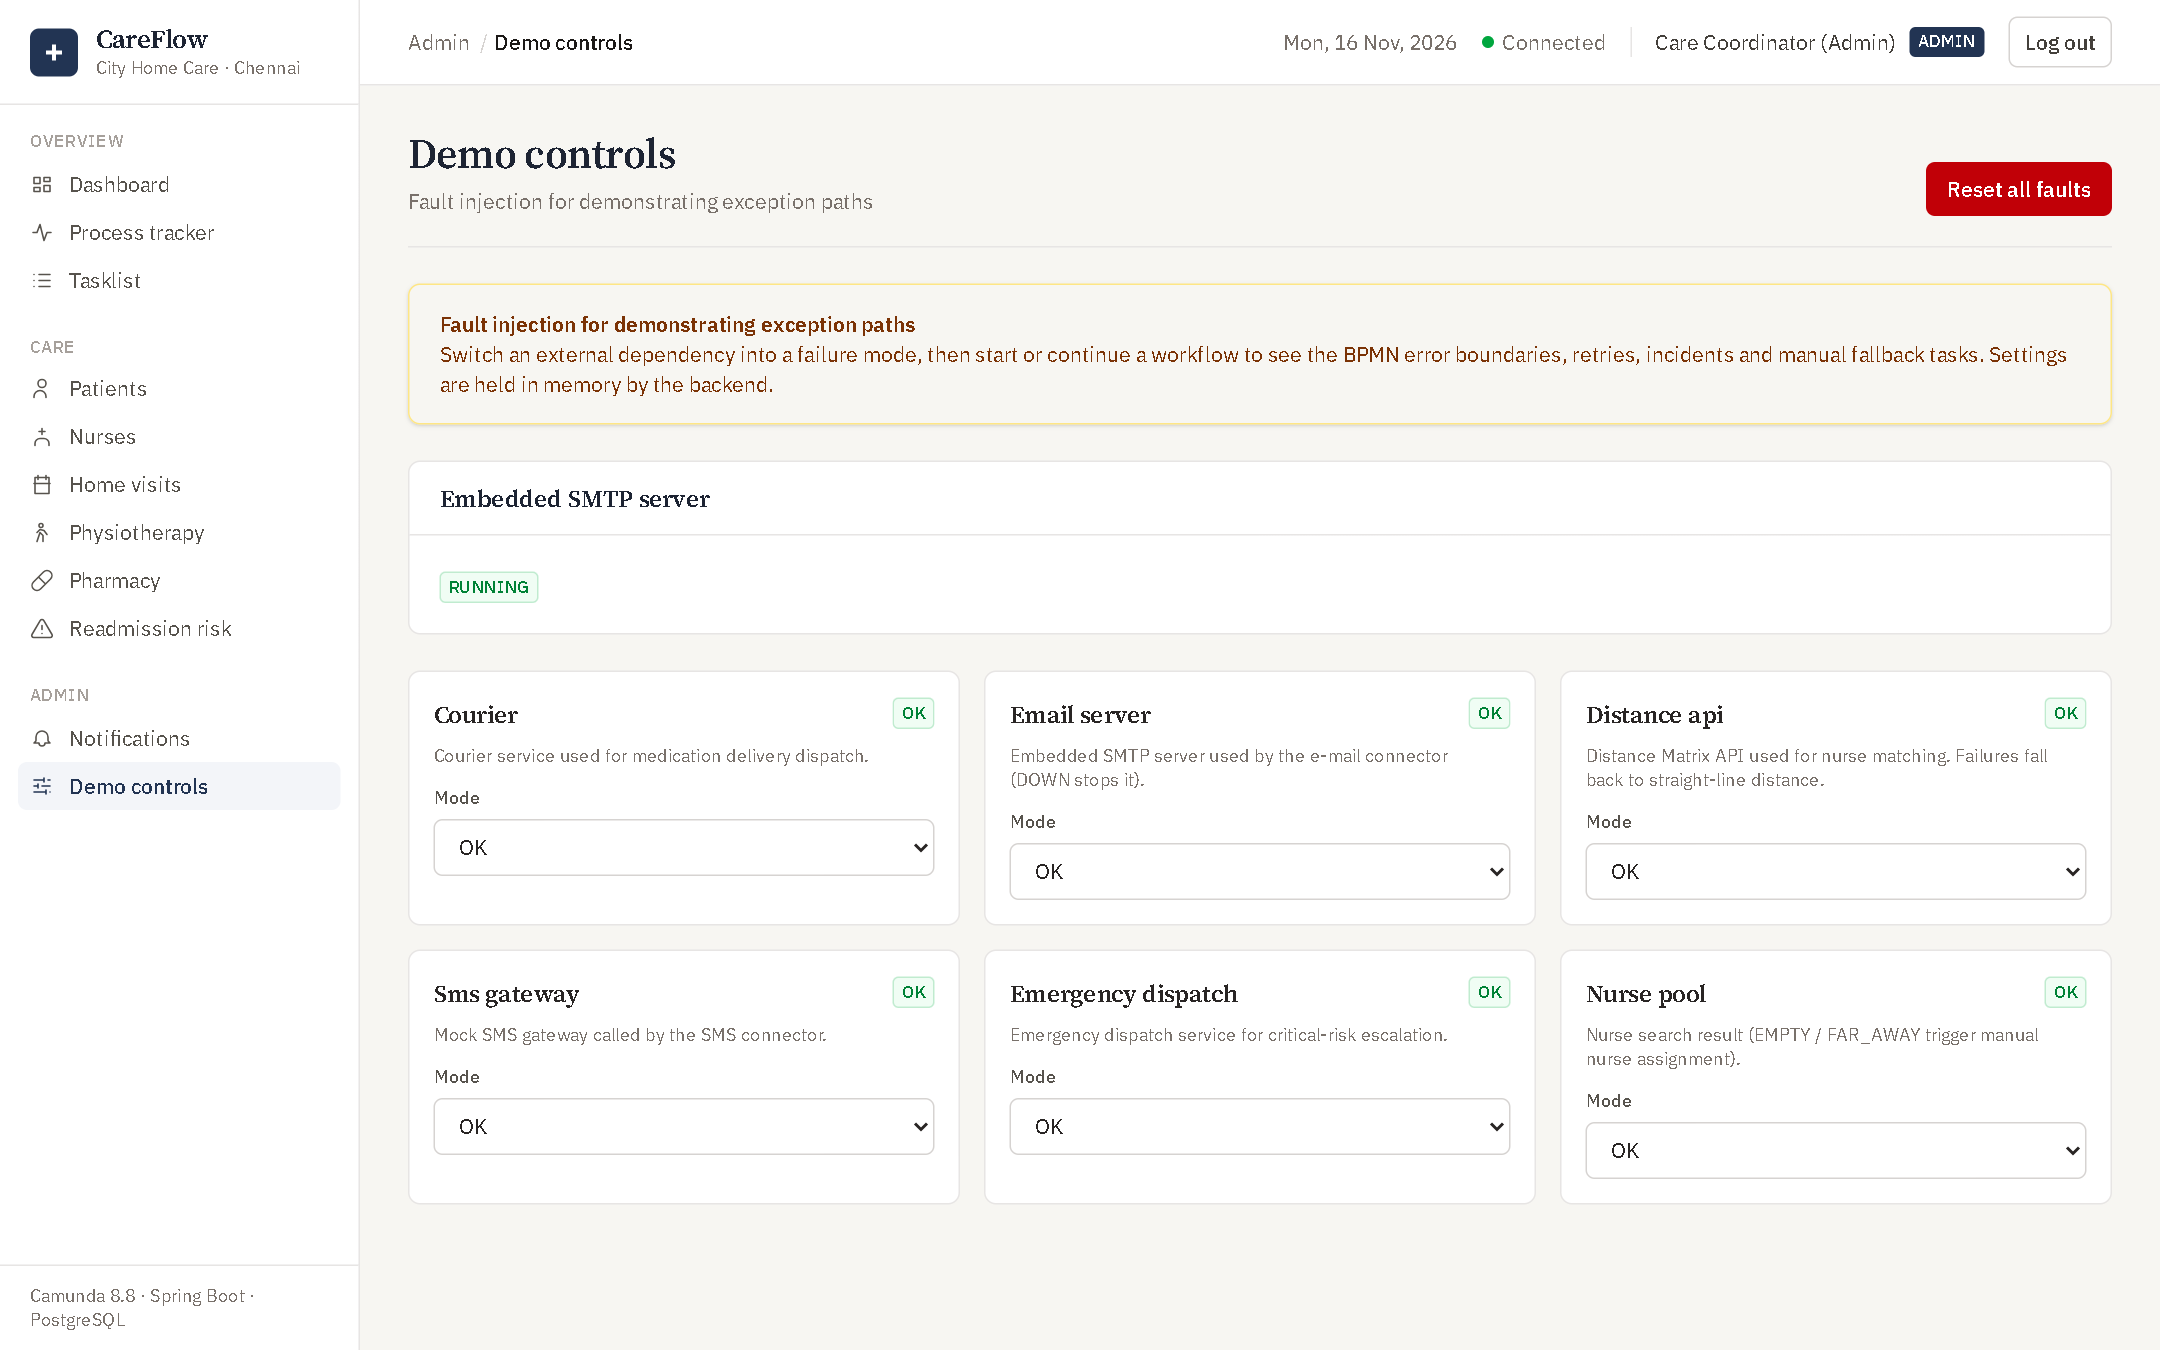 CareFlow
City Home Care · Chennai
OVERVIEW
Dashboard
Process tracker
Tasklist
CARE
Patients
Nurses
Home visits
Physiotherapy
Pharmacy
Readmission risk
ADMIN
Notifications
Demo controls
Camunda 8.8 · Spring Boot ·
PostgreSQL
Admin / Demo controls
Mon, 16 Nov, 2026
Connected
Care Coordinator (Admin)
ADMIN
Log out
Demo controls
Fault injection for demonstrating exception paths
Reset all faults
Fault injection for demonstrating exception paths
Switch an external dependency into a failure mode, then start or continue a workflow to see the BPMN error boundaries, retries, incidents and manual fallback tasks. Settings
are held in memory by the backend.
Embedded SMTP server
RUNNING
Courier
OK
Courier service used for medication delivery dispatch.
Mode
OK
Email server
OK
Embedded SMTP server used by the e-mail connector
(DOWN stops it).
Mode
OK
Distance api
OK
Distance Matrix API used for nurse matching. Failures fall
back to straight-line distance.
Mode
OK
Sms gateway
OK
Mock SMS gateway called by the SMS connector.
Mode
OK
Emergency dispatch
OK
Emergency dispatch service for critical-risk escalation.
Mode
OK
Nurse pool
OK
Nurse search result (EMPTY / FAR_AWAY trigger manual
nurse assignment).
Mode
OK